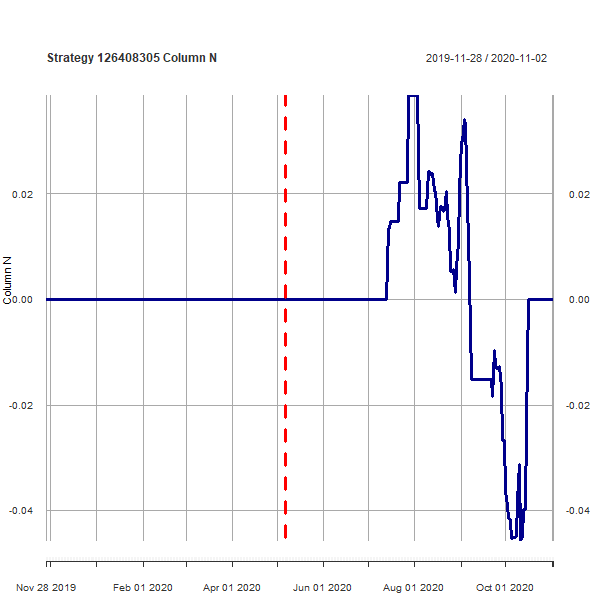 Strategy 126408305 Column N
2019-11-28 / 2020-11-02
0.02 0.02
Column N
0.00 0.00
-0.02 -0.02
-0.04 -0.04
Nov 28 2019 Feb 01 2020 Apr 01 2020 Jun 01 2020 Aug 01 2020 Oct 01 2020